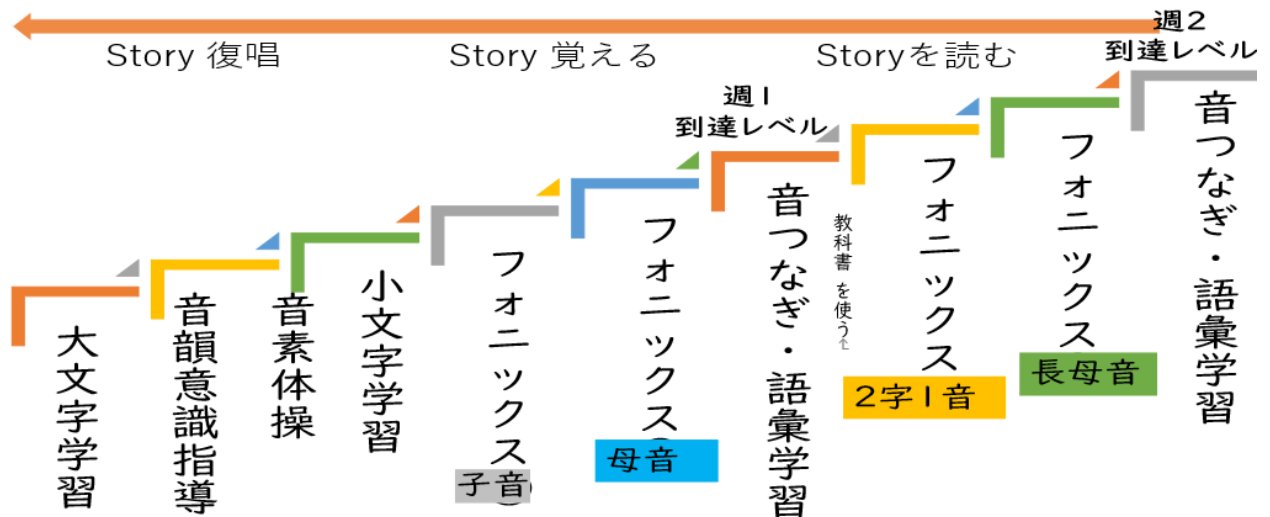 Story 復唱
Story 覚える
Storyを読む
週2
到達レベル
週1
到達レベル
大文字学習
音韻意識指導
音素体操
小文字学習
フォニックス
子音
フォニックス
母音
音つなぎ・語彙学習
教科書 を使う↑
フォニックス
2字1音
フォニックス
長母音
音つなぎ・語彙学習